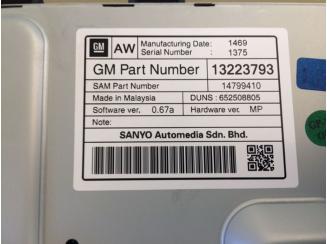 GM AW Manufacturing Date: 1469
Serial Number : 1375
GM Part Number 13223793
SAM Part Number 14799410
Made in Malaysia DUNS : 652508805
Software ver. 0.67a Hardware ver. MP
Note:
SANYO Automedia Sdn. Bhd.